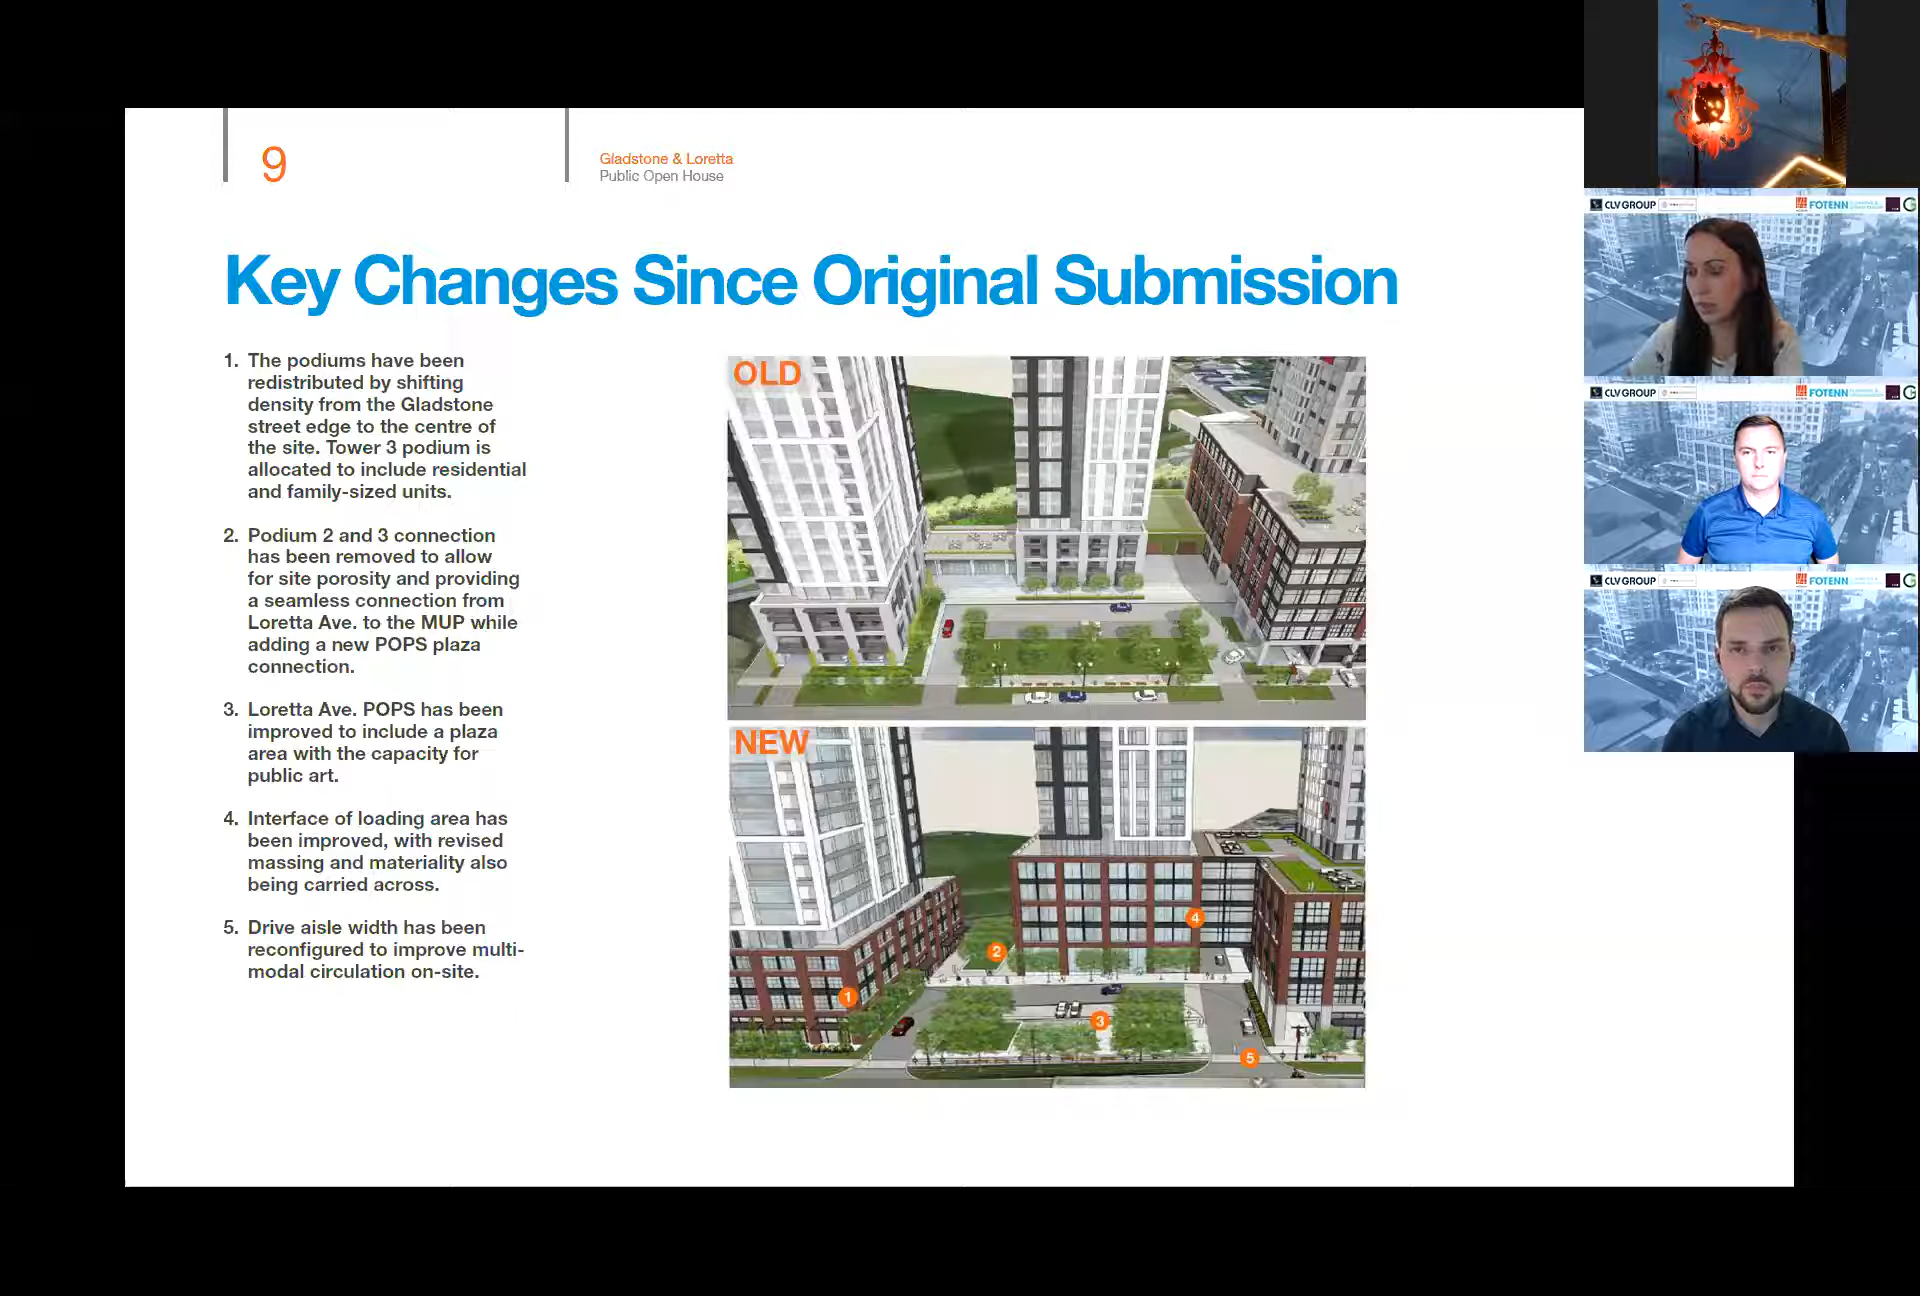 9
Gladstone & Loretta
Public Open House
Key Changes Since Original Submission
1. The podiums have been
redistributed by shifting
density from the Gladstone
street edge to the centre of
the site. Tower 3 podium is
allocated to include residential
and family-sized units.
2. Podium 2 and 3 connection
has been removed to allow
for site porosity and providing
a seamless connection from
Loretta Ave. to the MUP while
adding a new POPS plaza
connection.
3. Loretta Ave. POPS has been
improved to include a plaza
area with the capacity for
public art.
4. Interface of loading area has
been improved, with revised
massing and materiality also
being carried across.
5. Drive aisle width has been
reconfigured to improve multi-
modal circulation on-site.
OLD
NEW
4
2
1
3
5
CLV GROUP
FOTENN
CLV GROUP
FOTENN
CLV GROUP
FOTENN